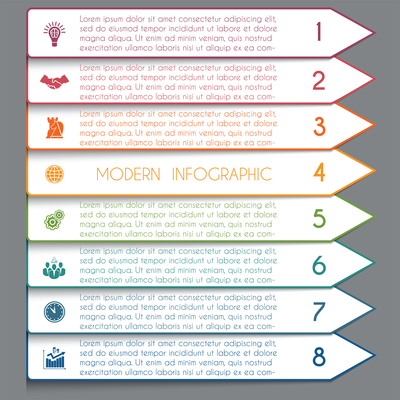 Lorem ipsum dolor sit amet consectetur adipiscing elit,
sed do eiusmod tempor incididunt ut labore et dolore
magna aliqua. Ut enim ad minim veniam, quis nostrud
exercitation ullamco laboris nisi ut aliquip ex ea com-
1
Lorem ipsum dolor sit amet consectetur adipiscing elit,
sed do eiusmod tempor incididunt ut labore et dolore
magna aliqua. Ut enim ad minim veniam, quis nostrud
exercitation ullamco laboris nisi ut aliquip ex ea com-
2
Lorem ipsum dolor sit amet consectetur adipiscing elit,
sed do eiusmod tempor incididunt ut labore et dolore
magna aliqua. Ut enim ad minim veniam, quis nostrud
exercitation ullamco laboris nisi ut aliquip ex ea com-
3
MODERN INFOGRAPHIC
4
Lorem ipsum dolor sit amet consectetur adipiscing elit,
sed do eiusmod tempor incididunt ut labore et dolore
magna aliqua. Ut enim ad minim veniam, quis nostrud
exercitation ullamco laboris nisi ut aliquip ex ea com-
5
Lorem ipsum dolor sit amet consectetur adipiscing elit,
sed do eiusmod tempor incididunt ut labore et dolore
magna aliqua. Ut enim ad minim veniam, quis nostrud
exercitation ullamco laboris nisi ut aliquip ex ea com-
6
Lorem ipsum dolor sit amet consectetur adipiscing elit,
sed do eiusmod tempor incididunt ut labore et dolore
magna aliqua. Ut enim ad minim veniam, quis nostrud
exercitation ullamco laboris nisi ut aliquip ex ea com-
7
Lorem ipsum dolor sit amet consectetur adipiscing elit,
sed do eiusmod tempor incididunt ut labore et dolore
magna aliqua. Ut enim ad minim veniam, quis nostrud
exercitation ullamco laboris nisi ut aliquip ex ea com-
8